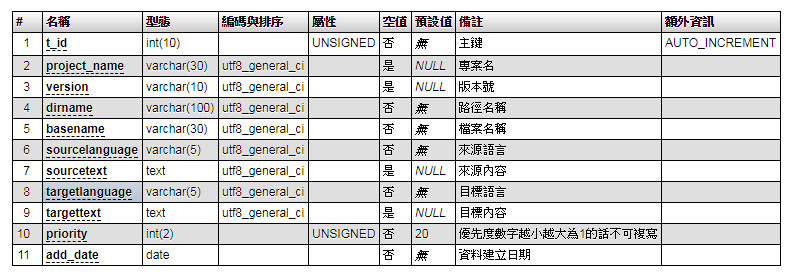 # 名稱 型態 編碼與排序 屬性 空值 預設值 備註 額外資訊
1 t_id int(10) UNSIGNED 否 無 主鍵 AUTO_INCREMENT
2 project_name varchar(30) utf8_general_ci 是 NULL 專案名
3 version varchar(10) utf8_general_ci 是 NULL 版本號
4 dirname varchar(100) utf8_general_ci 否 無 路徑名稱
5 basename varchar(30) utf8_general_ci 否 無 檔案名稱
6 sourcelanguage varchar(5) utf8_general_ci 否 無 來源語言
7 sourcetext text utf8_general_ci 是 NULL 來源內容
8 targetlanguage varchar(5) utf8_general_ci 否 無 目標語言
9 targettext text utf8_general_ci 是 NULL 目標內容
10 priority int(2) UNSIGNED 否 20 優先度數字越小越大為1的話不可複寫
11 add_date date 否 無 資料建立日期